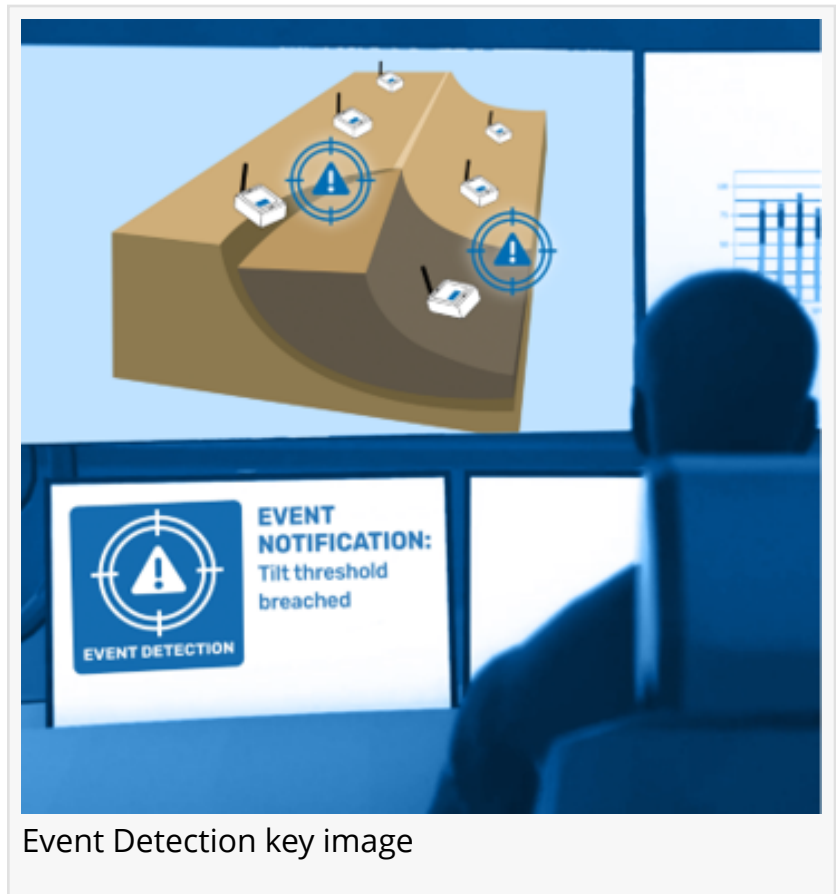 EVENT
NOTIFICATION:
Tilt threshold
breached
EVENT DETECTION
Event Detection key image